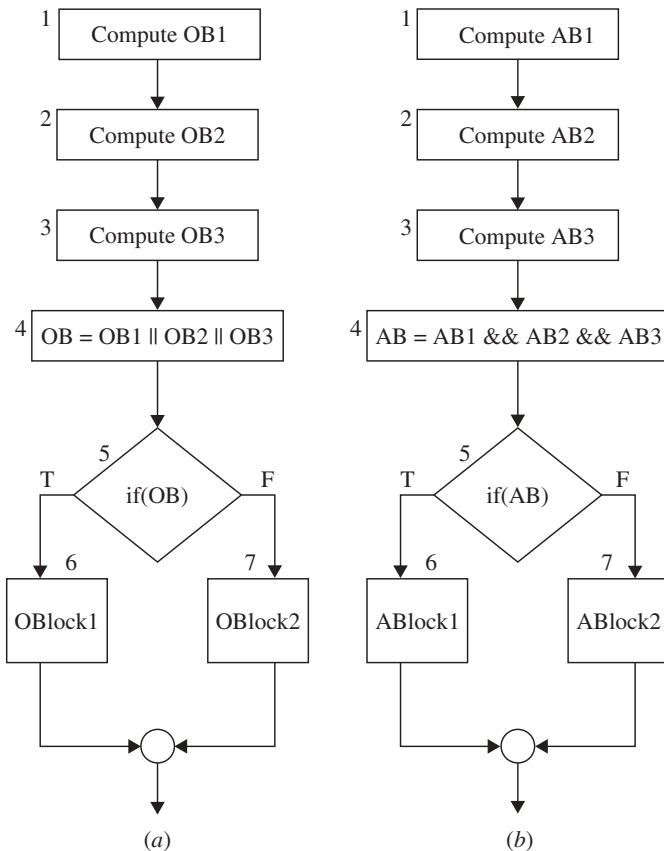 1
Compute OB1
2
Compute OB2
3
Compute OB3
4
OB = OB1 || OB2 || OB3
5
T
F
if(OB)
6
7
OBlock1
OBlock2
(a)
1
Compute AB1
2
Compute AB2
3
Compute AB3
4
AB = AB1 && AB2 && AB3
5
T
F
if(AB)
6
7
ABlock1
ABlock2
(b)